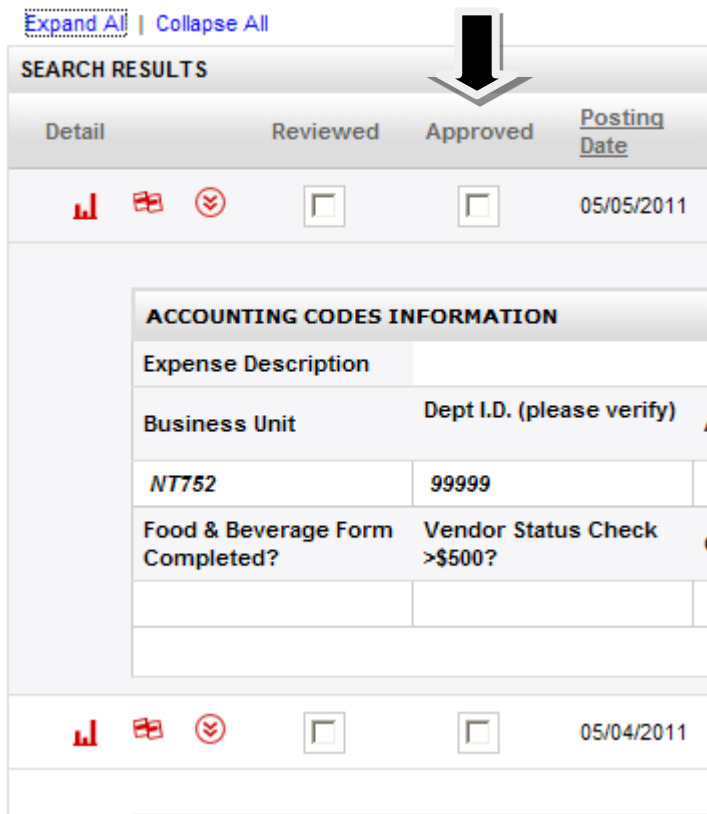 Expand All | Collapse All
SEARCH RESULTS
Detail Reviewed Approved Posting Date
05/05/2011
ACCOUNTING CODES INFORMATION
Expense Description
Business Unit Dept I.D. (please verify)
NT752 99999
Food & Beverage Form Completed? Vendor Status Check >$500?
05/04/2011